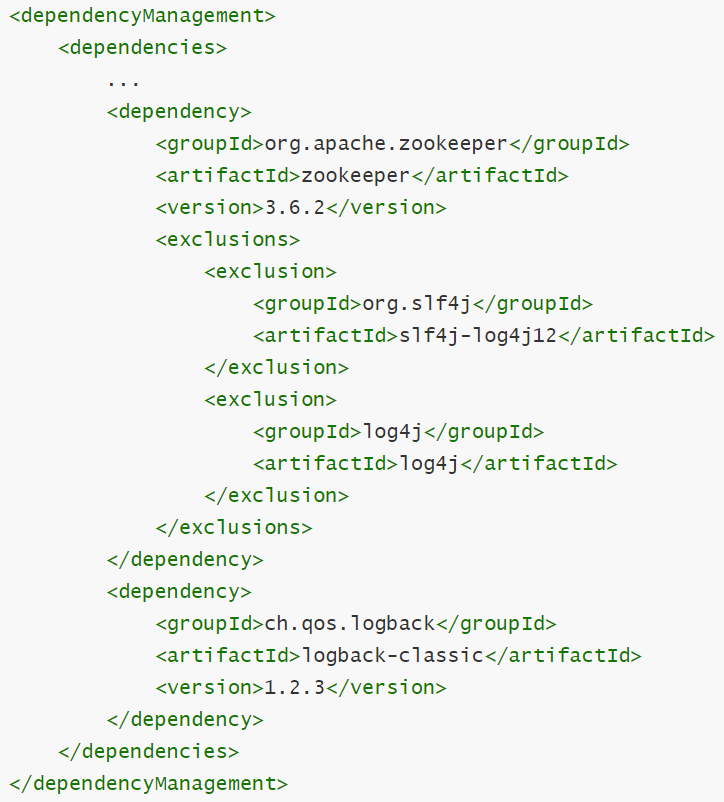 <dependencyManagement>
    <dependencies>
        ...
        <dependency>
            <groupId>org.apache.zookeeper</groupId>
            <artifactId>zookeeper</artifactId>
            <version>3.6.2</version>
            <exclusions>
                <exclusion>
                    <groupId>org.slf4j</groupId>
                    <artifactId>slf4j-log4j12</artifactId>
                </exclusion>
                <exclusion>
                    <groupId>log4j</groupId>
                    <artifactId>log4j</artifactId>
                </exclusion>
            </exclusions>
        </dependency>
        <dependency>
            <groupId>ch.qos.logback</groupId>
            <artifactId>logback-classic</artifactId>
            <version>1.2.3</version>
        </dependency>
    </dependencies>
</dependencyManagement>